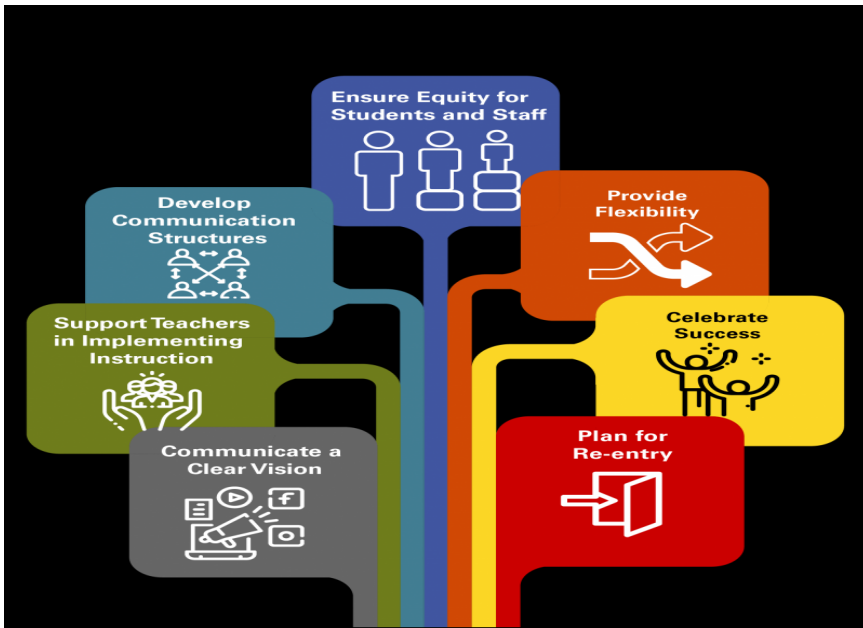 Ensure Equity for
Students and Staff
Develop
Communication
Structures
Provide
Flexibility
Support Teachers
in Implementing
Instruction
Celebrate
Success
Communicate a
Clear Vision
Plan for
Re-entry